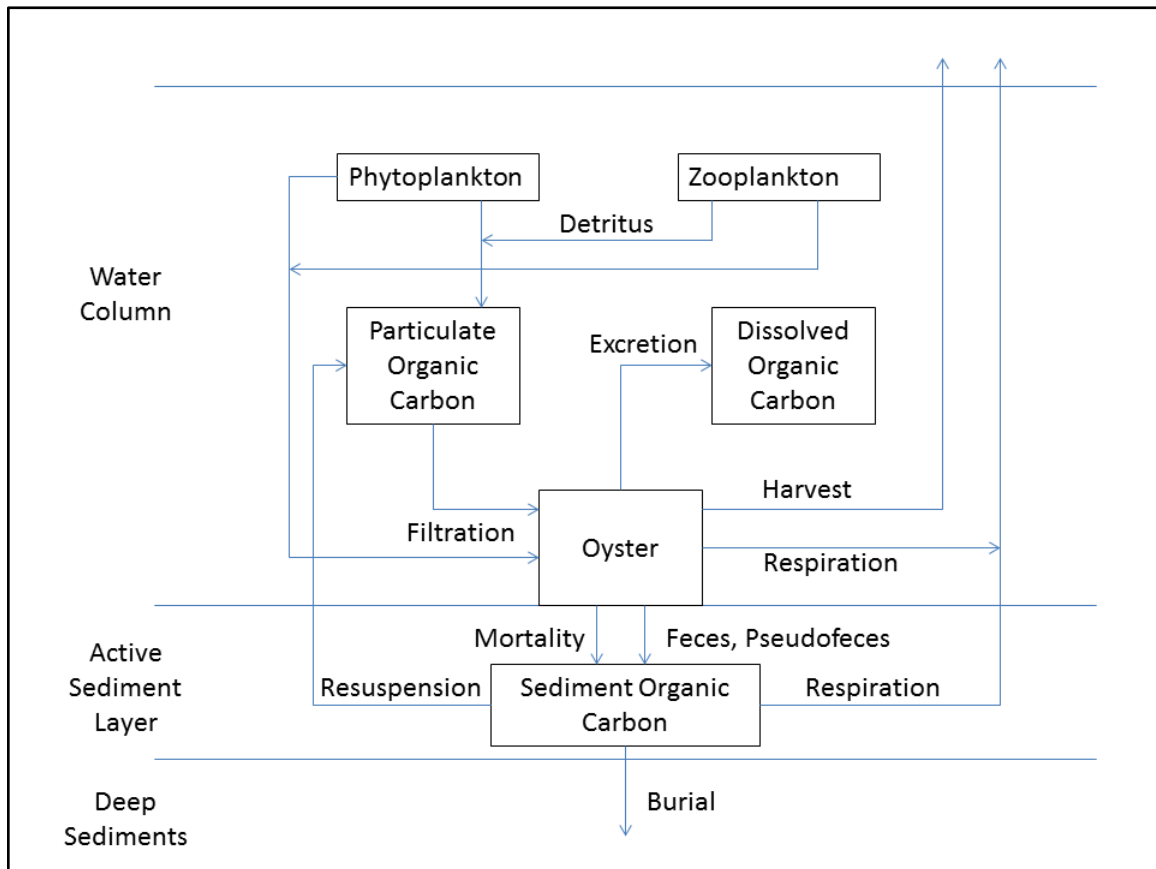 Phytoplankton
Zooplankton
Detritus
Water
Column
Particulate
Organic
Carbon
Excretion
Dissolved
Organic
Carbon
Harvest
Filtration
Oyster
Respiration
Mortality
Feces, Pseudofeces
Active
Sediment
Layer
Resuspension
Sediment Organic
Carbon
Respiration
Deep
Sediments
Burial